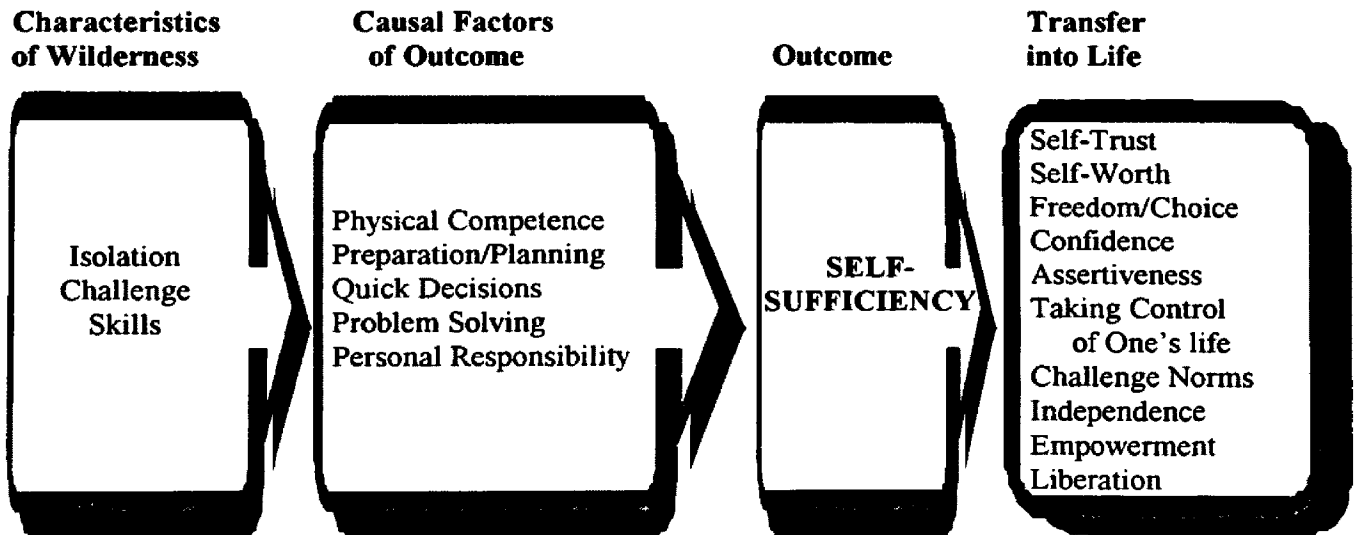 Characteristics
of Wilderness
Isolation
Challenge
Skills
Causal Factors
of Outcome
Physical Competence
Preparation/Planning
Quick Decisions
Problem Solving
Personal Responsibility
Outcome
SELF-
SUFFICIENCY
Transfer
into Life
Self-Trust
Self-Worth
Freedom/Choice
Confidence
Assertiveness
Taking Control
of One's life
Challenge Norms
Independence
Empowerment
Liberation